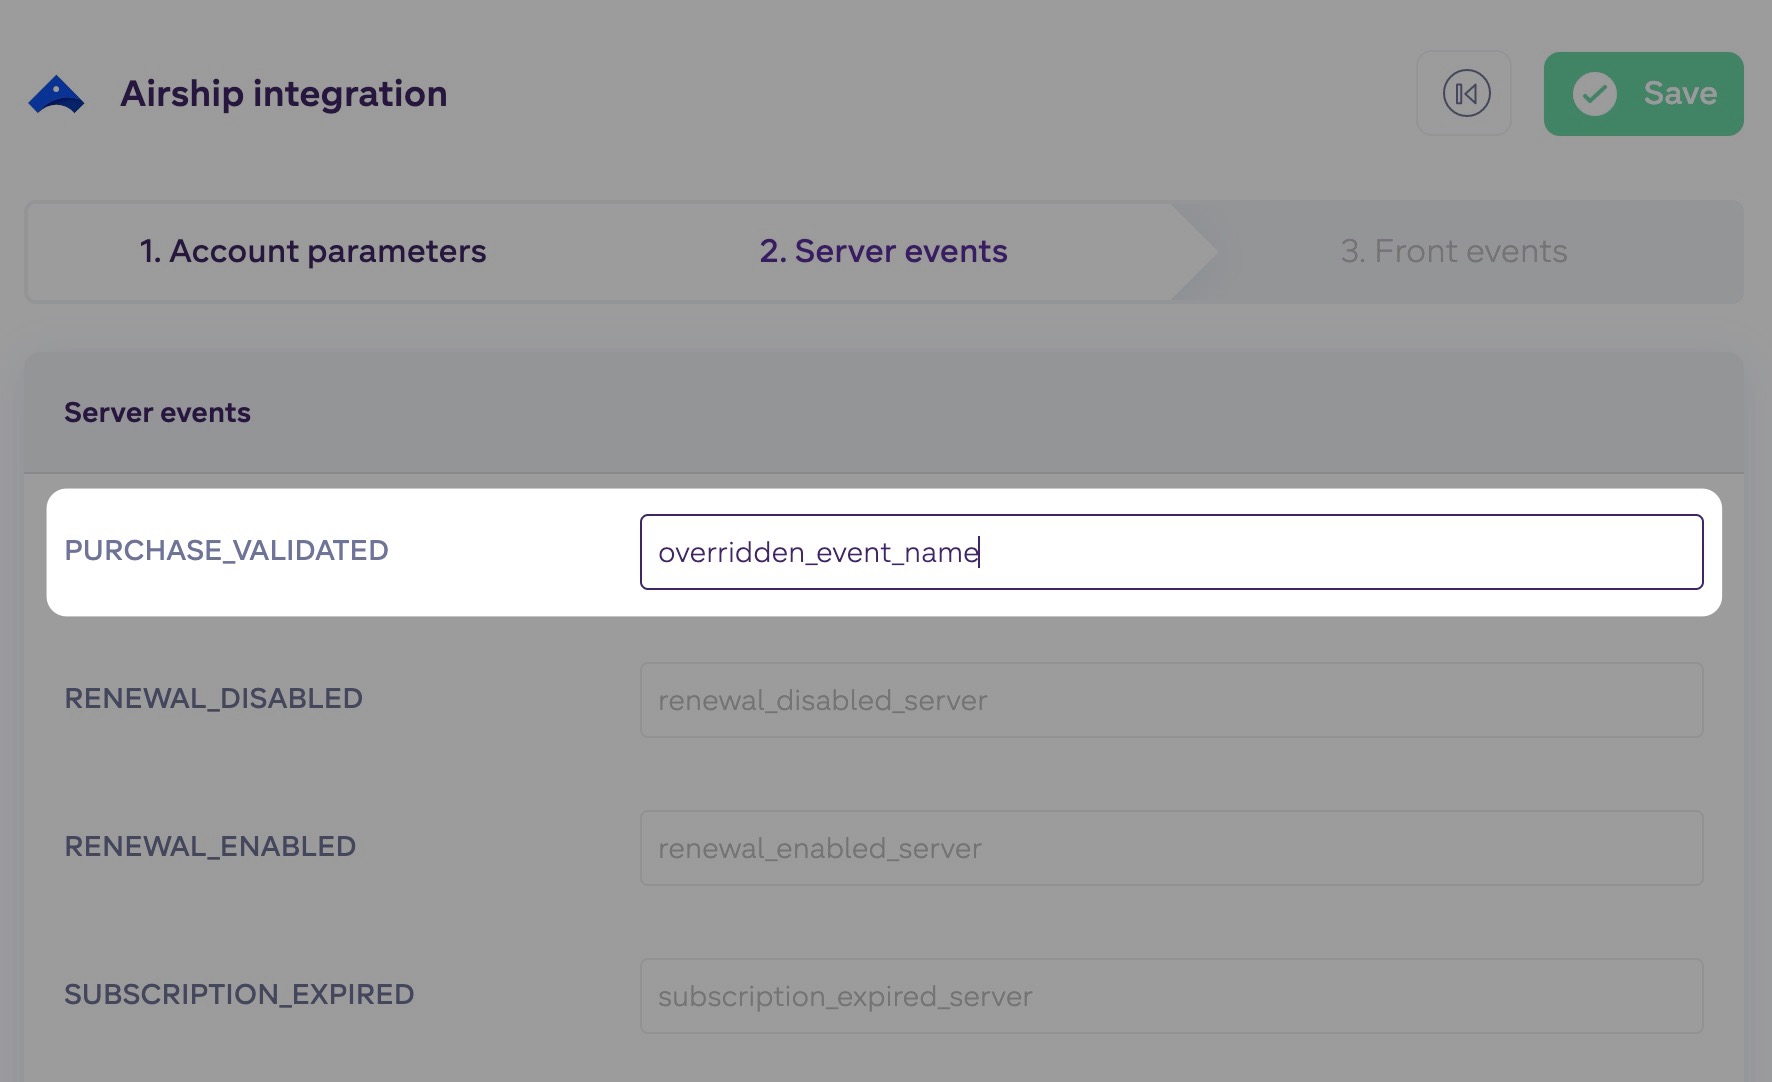 Airship integration
Save
1. Account parameters
2. Server events
3. Front events
Server events
PURCHASE_VALIDATED
overridden_event_name
RENEWAL_DISABLED
renewal_disabled_server
RENEWAL_ENABLED
renewal_enabled_server
SUBSCRIPTION_EXPIRED
subscription_expired_server